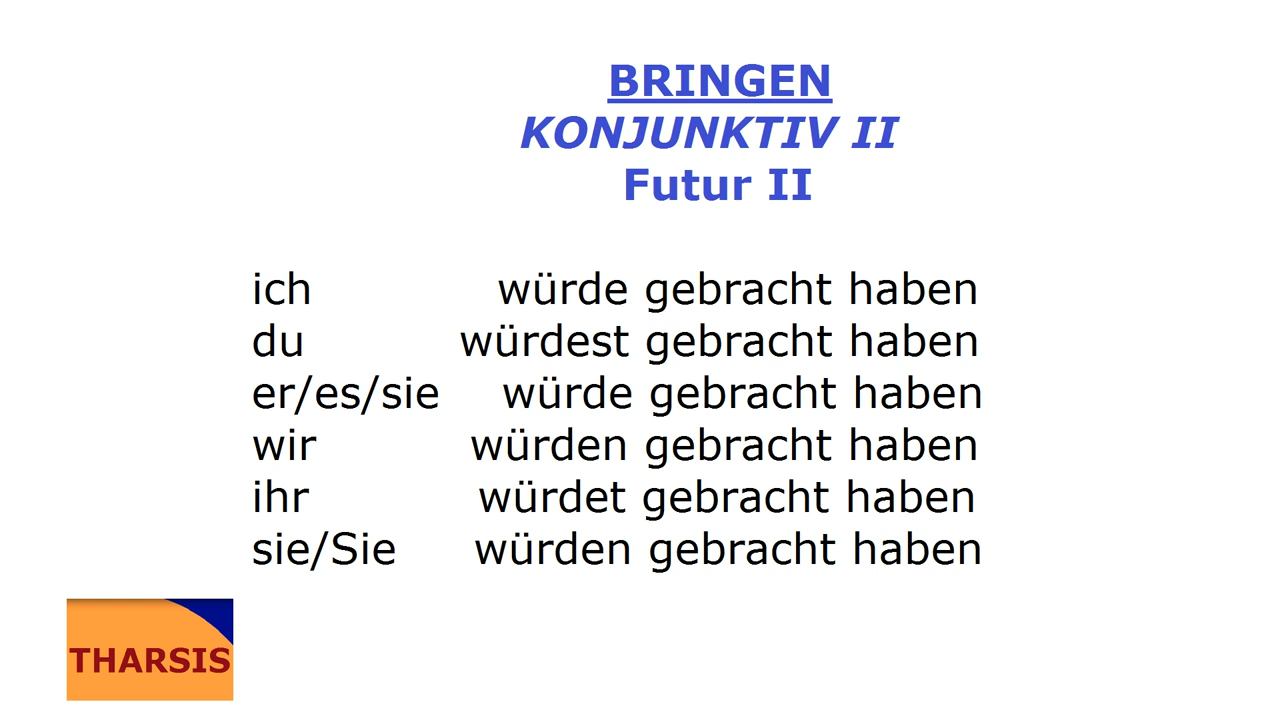 BRINGEN
KONJUNKTIV II
Futur II
ich würde gebracht haben
du würdest gebracht haben
er/es/sie würde gebracht haben
wir würden gebracht haben
ihr würdet gebracht haben
sie/Sie würden gebracht haben
THARSIS